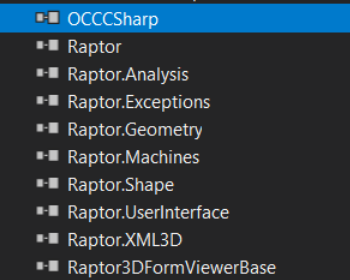 OCCCSharp
Raptor
Raptor.Analysis
Raptor.Exceptions
Raptor.Geometry
Raptor.Machines
Raptor.Shape
Raptor.UserInterface
Raptor.XML3D
Raptor3DFormViewerBase